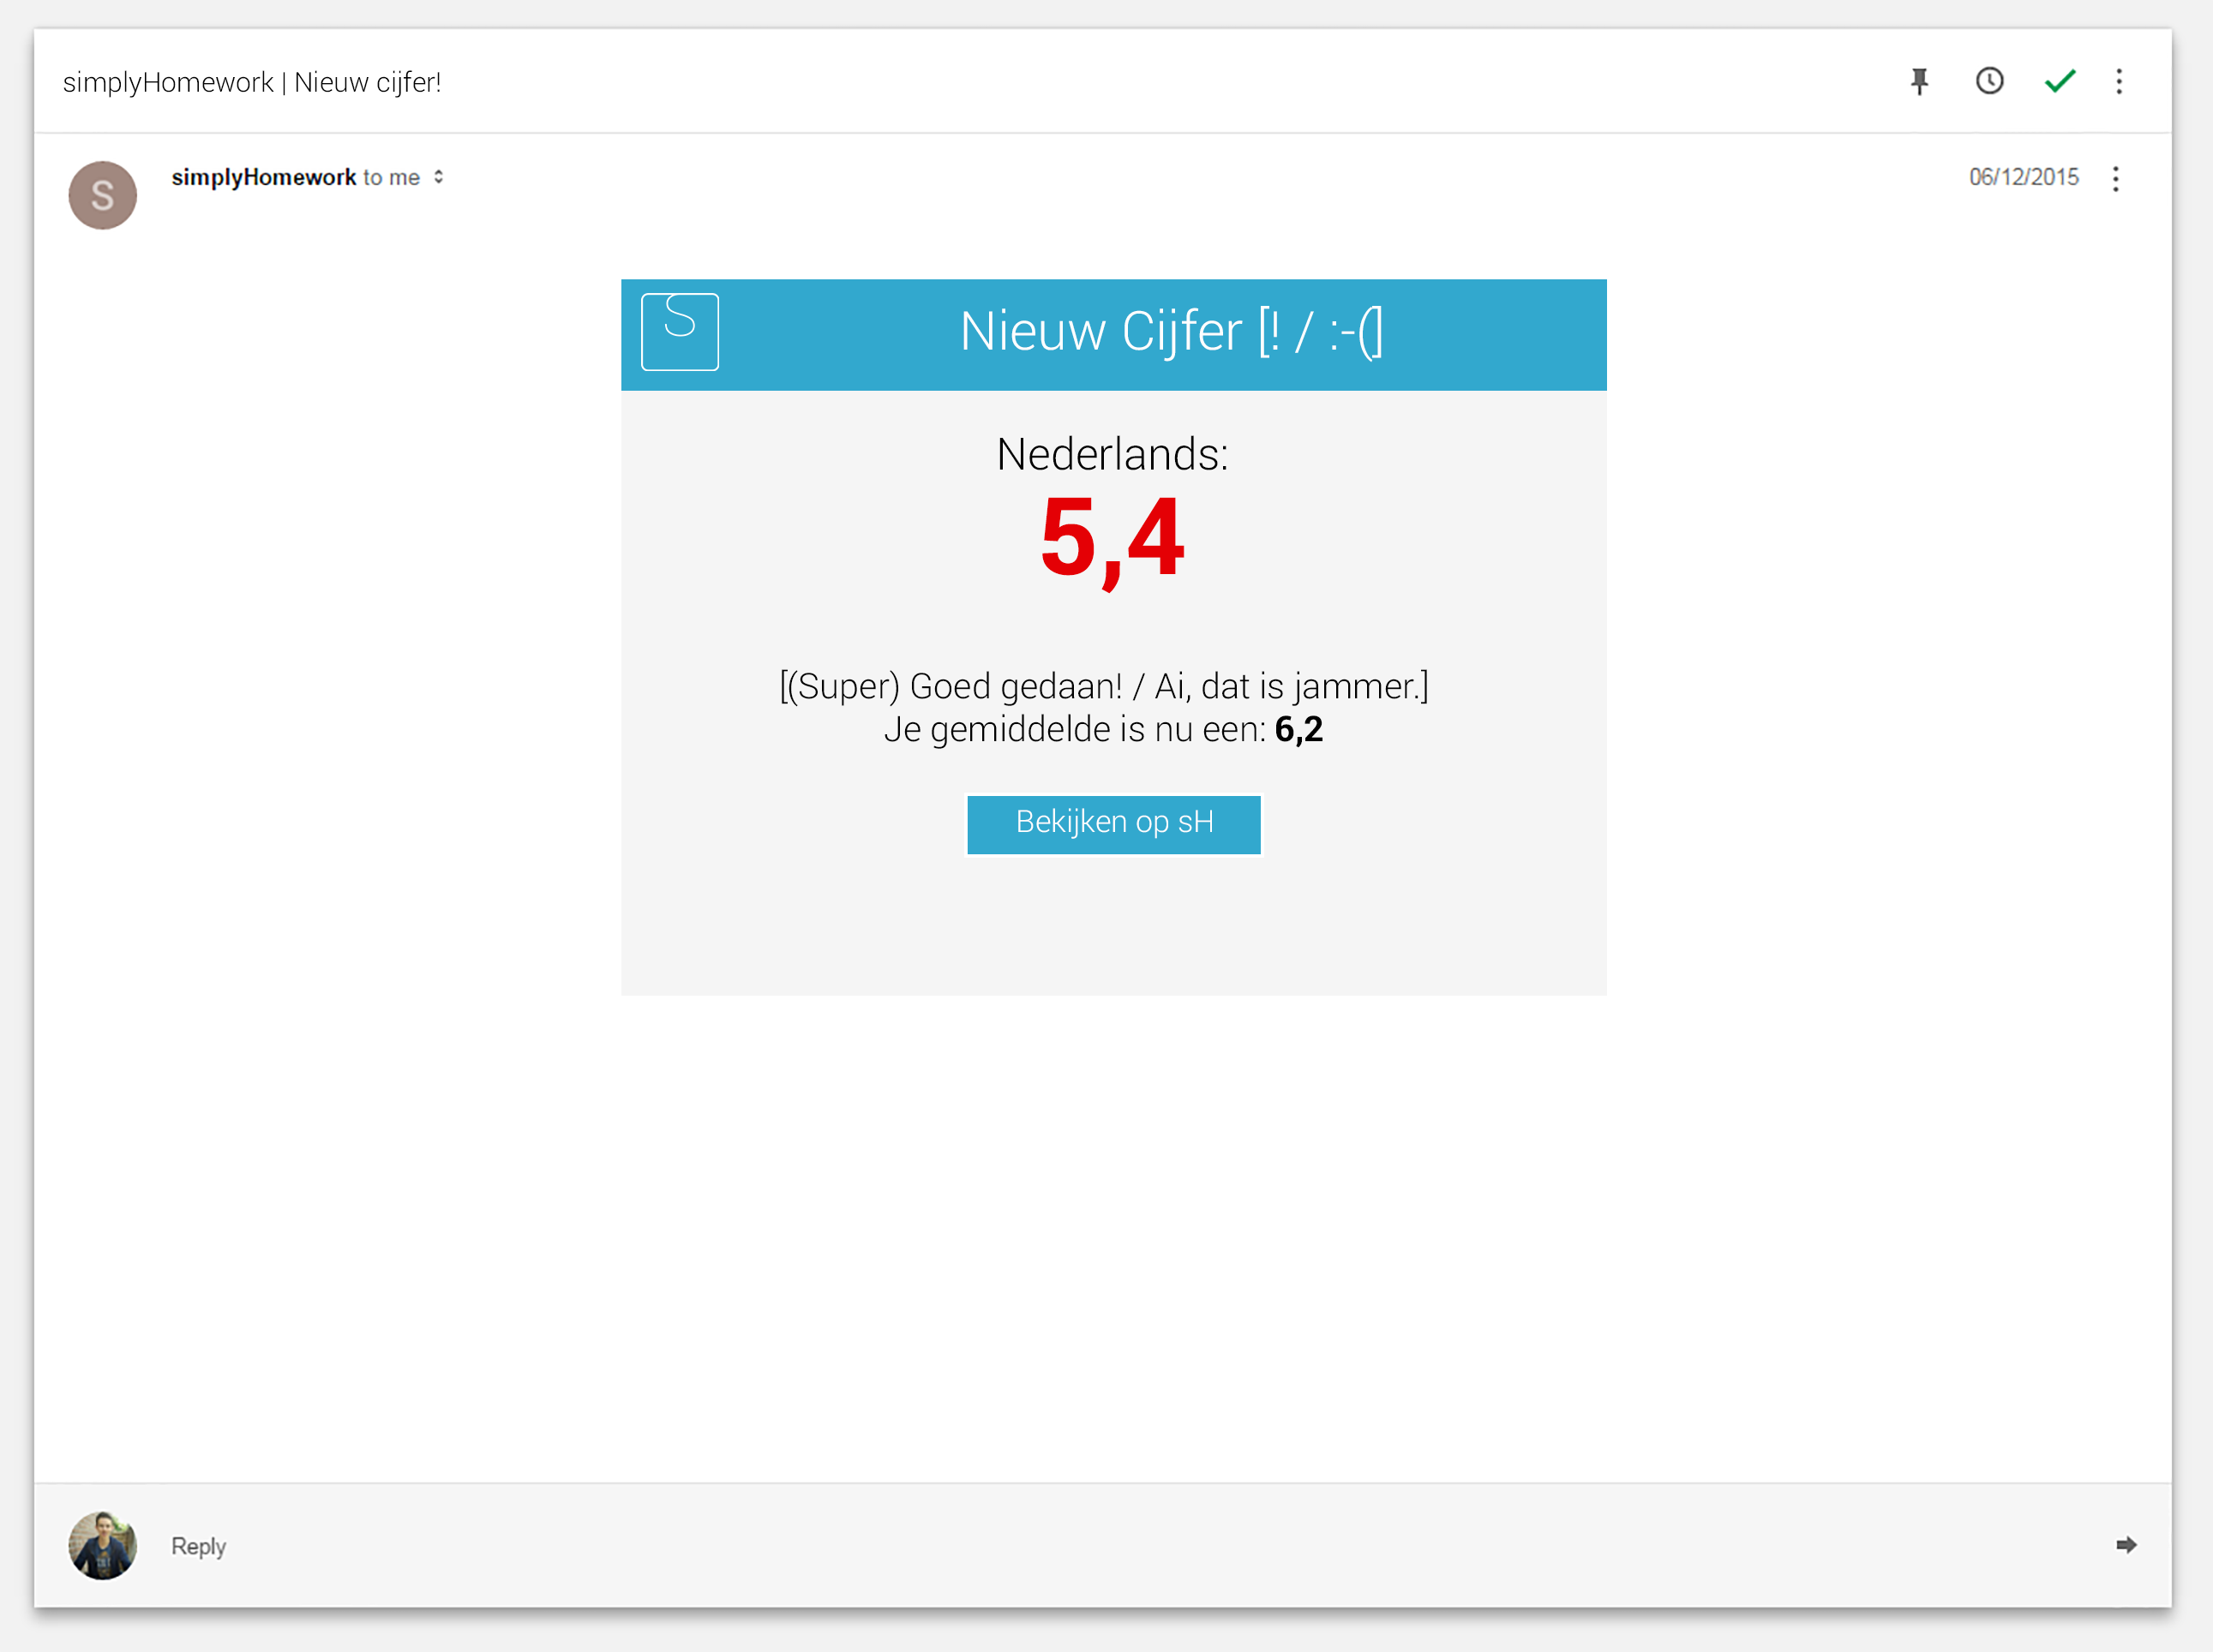 simplyHomework | Nieuw cijfer!
S
simplyHomework to me
06/12/2015
S
Nieuw Cijfer [! / :-(]
Nederlands:
5,4
[(Super) Goed gedaan! / Ai, dat is jammer.]
Je gemiddelde is nu een: 6,2
Bekijken op sH
Reply